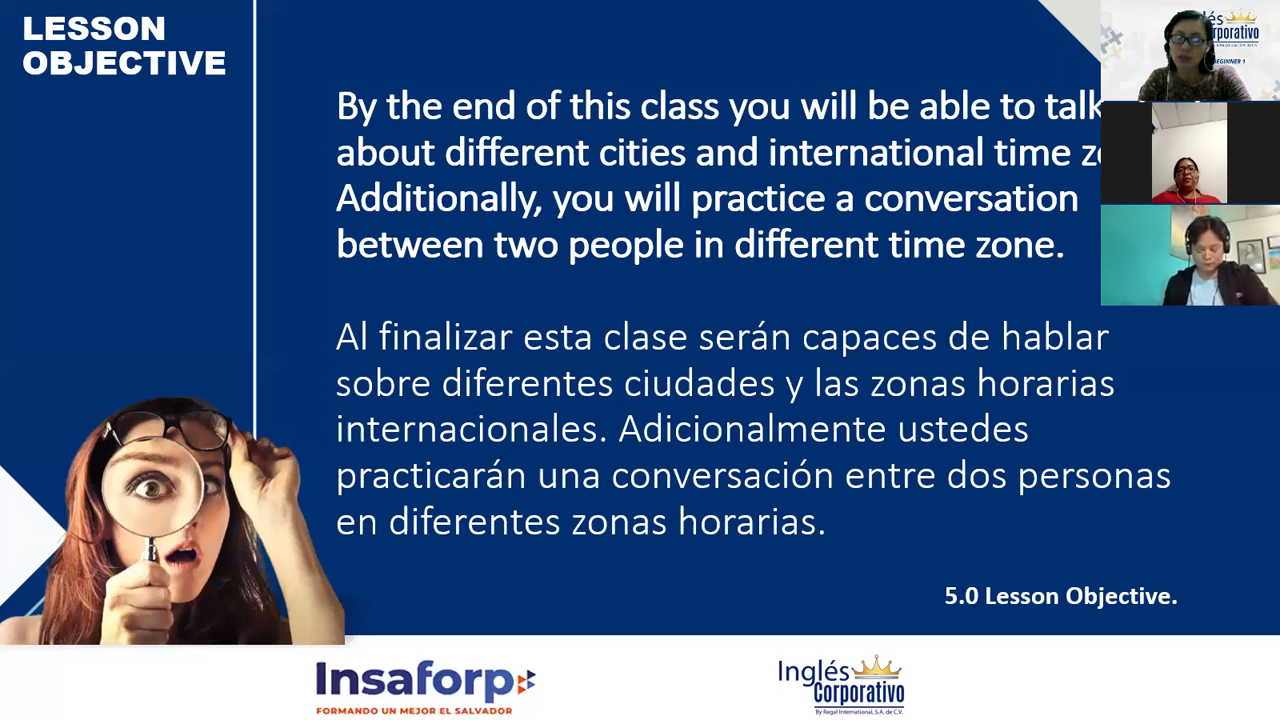 LESSON
OBJECTIVE
By the end of this class you will be able to talk
about different cities and international time
Additionally, you will practice a conversation
between two people in different time zone.
Al finalizar esta clase serán capaces de hablar
sobre diferentes ciudades y las zonas horarias
internacionales. Adicionalmente ustedes
practicarán una conversación entre dos personas
en diferentes zonas horarias.
5.0 Lesson Objective.
Insaforp
FORMANDO UN MEJOR EL SALVADOR
Inglés
Corporativo
By Regal International, S.A. de C.V.